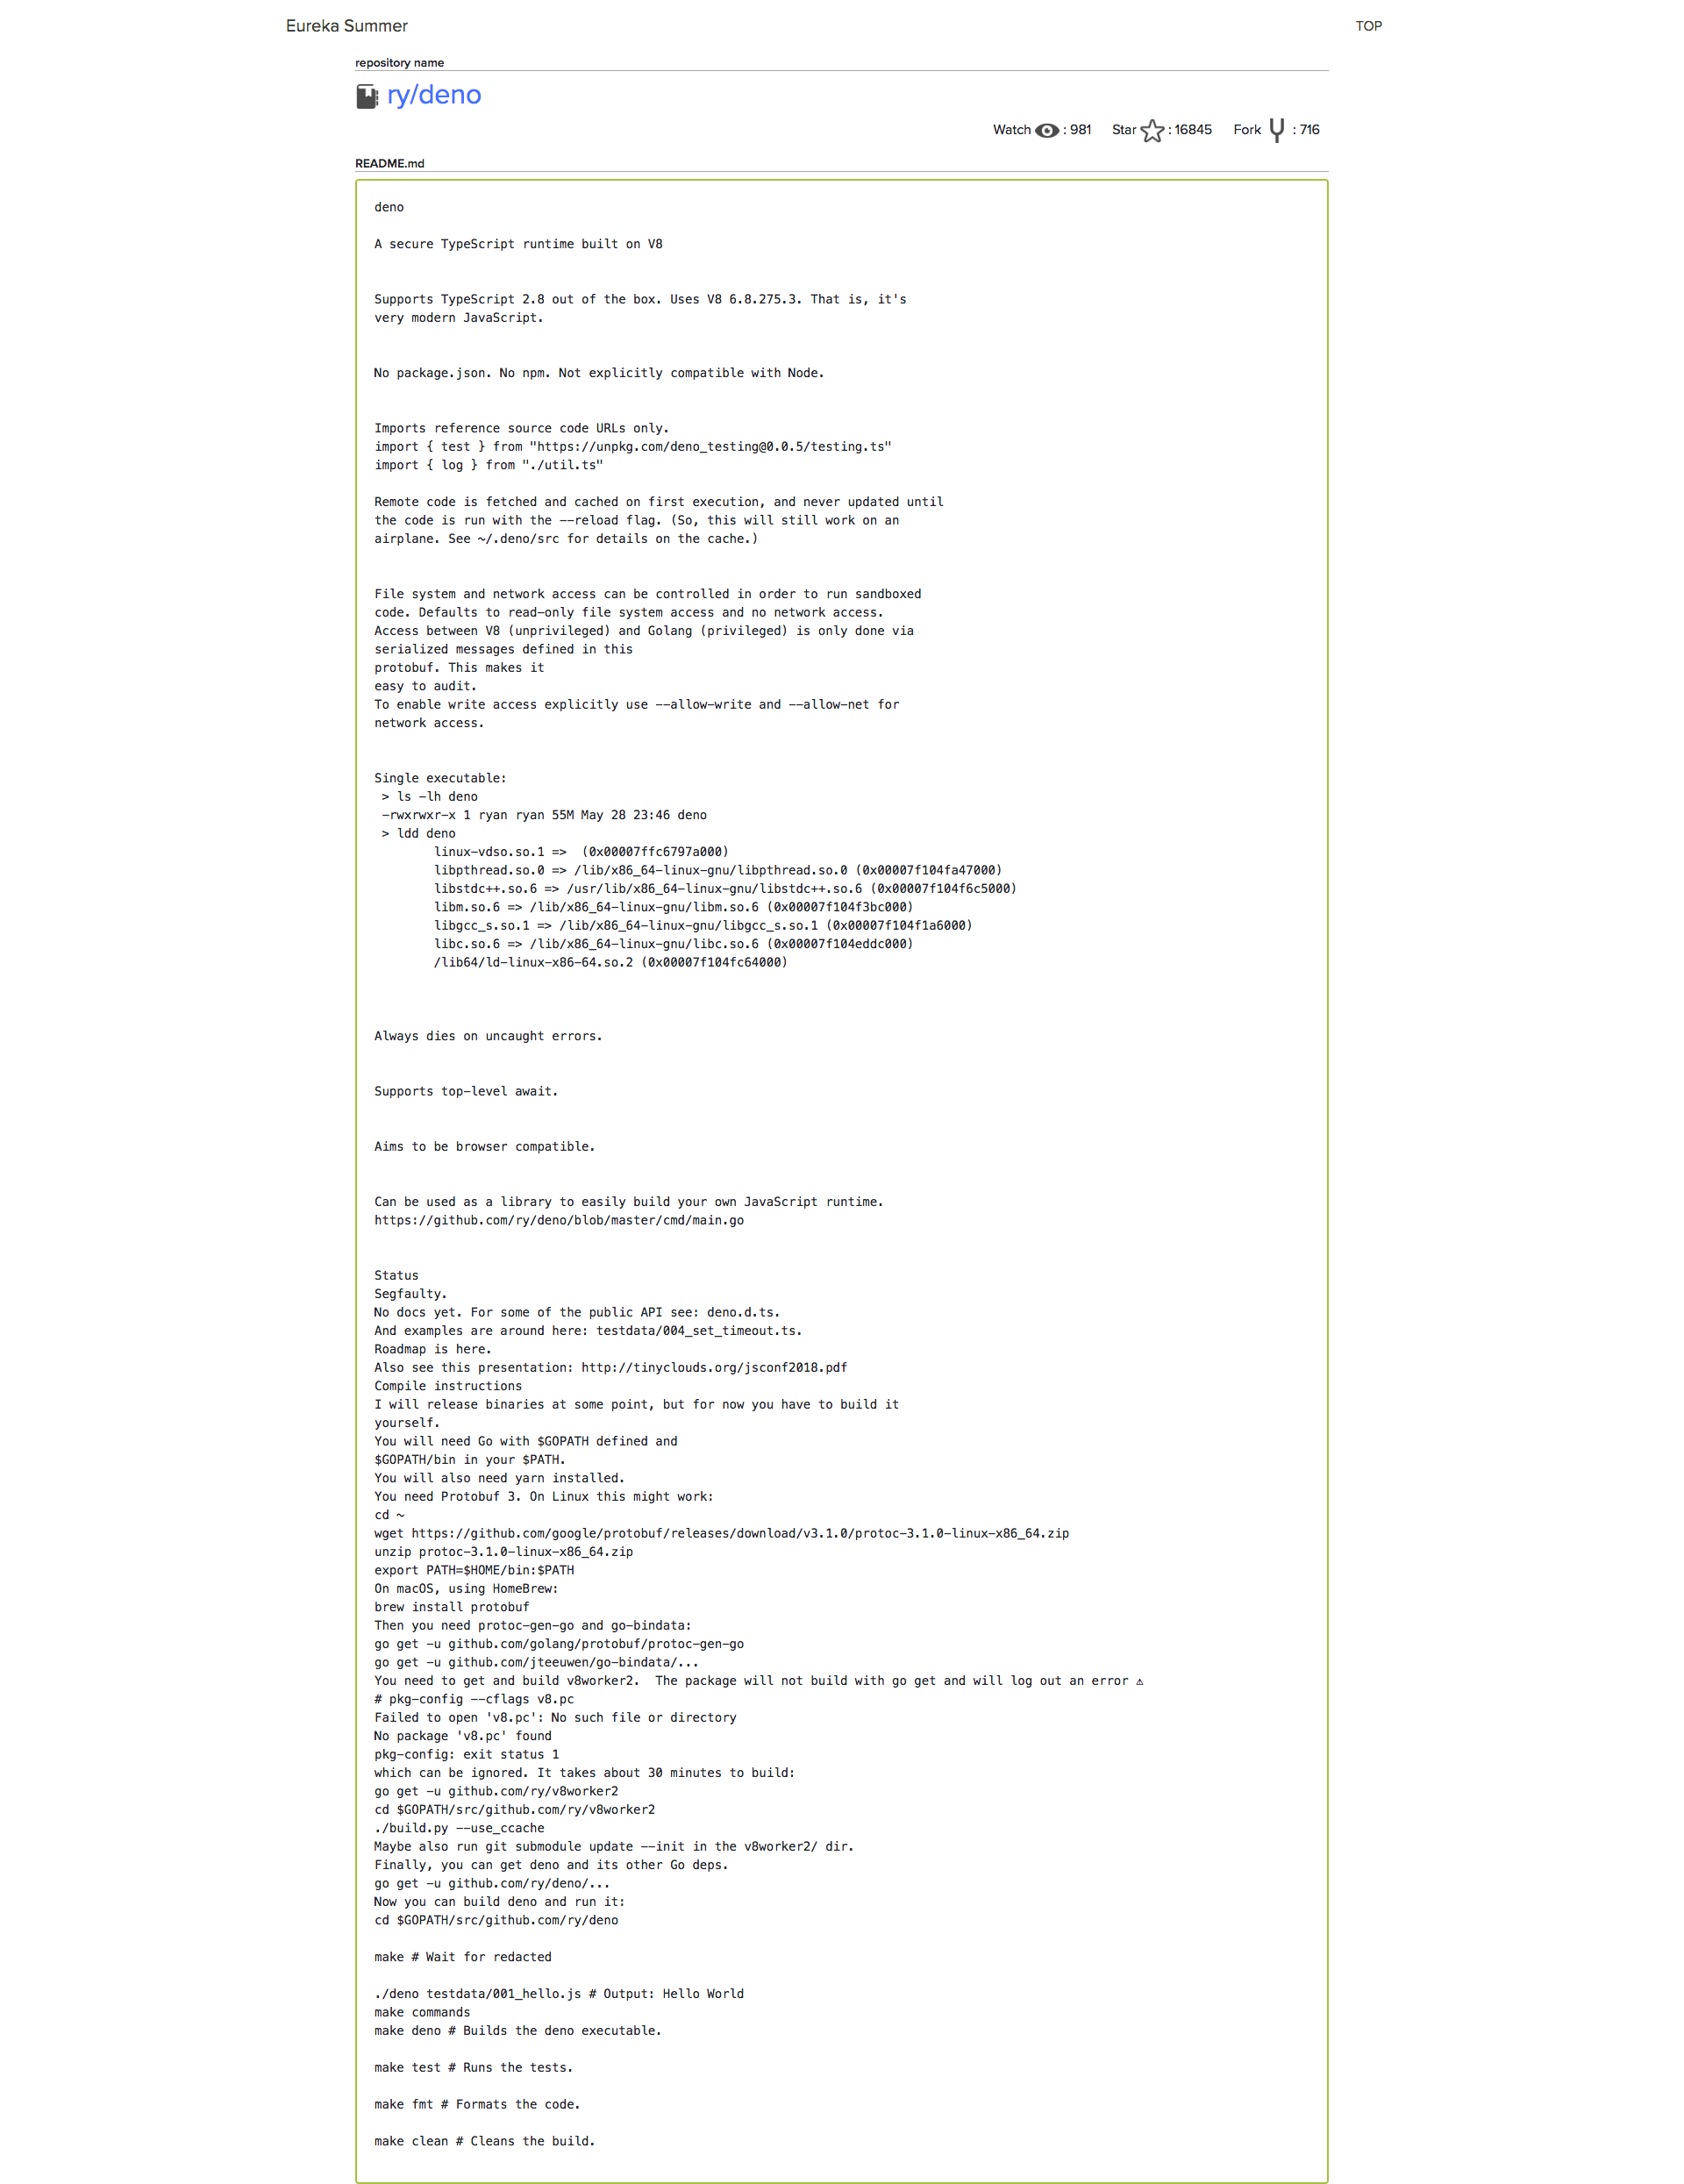 Eureka Summer
TOP
repository name
ry/deno
Watch : 981 Star : 16845 Fork : 716
README.md
deno
A secure TypeScript runtime built on V8
Supports TypeScript 2.8 out of the box. Uses V8 6.8.275.3. That is, it's
very modern JavaScript.
No package.json. No npm. Not explicitly compatible with Node.
Imports reference source code URLs only.
import { test } from "https://unpkg.com/deno_testing@0.0.5/testing.ts"
import { log } from "./util.ts"
Remote code is fetched and cached on first execution, and never updated until
the code is run with the --reload flag. (So, this will still work on an
airplane. See ~/.deno/src for details on the cache.)
File system and network access can be controlled in order to run sandboxed
code. Defaults to read-only file system access and no network access.
Access between V8 (unprivileged) and Golang (privileged) is only done via
serialized messages defined in this
protobuf. This makes it
easy to audit.
To enable write access explicitly use --allow-write and --allow-net for
network access.
Single executable:
> ls -lh deno
-rwxrwxr-x 1 ryan ryan 55M May 28 23:46 deno
> ldd deno
linux-vdso.so.1 =>  (0x00007ffc6797a000)
libpthread.so.0 => /lib/x86_64-linux-gnu/libpthread.so.0 (0x00007f104fa47000)
libstdc++.so.6 => /usr/lib/x86_64-linux-gnu/libstdc++.so.6 (0x00007f104f6c5000)
libm.so.6 => /lib/x86_64-linux-gnu/libm.so.6 (0x00007f104f3bc000)
libgcc_s.so.1 => /lib/x86_64-linux-gnu/libgcc_s.so.1 (0x00007f104f1a6000)
libc.so.6 => /lib/x86_64-linux-gnu/libc.so.6 (0x00007f104eddc000)
/lib64/ld-linux-x86-64.so.2 (0x00007f104fc64000)
Always dies on uncaught errors.
Supports top-level await.
Aims to be browser compatible.
Can be used as a library to easily build your own JavaScript runtime.
https://github.com/ry/deno/blob/master/cmd/main.go
Status
Segfaulty.
No docs yet. For some of the public API see: deno.d.ts.
And examples are around here: testdata/004_set_timeout.ts.
Roadmap is here.
Also see this presentation: http://tinyclouds.org/jsconf2018.pdf
Compile instructions
I will release binaries at some point, but for now you have to build it
yourself.
You will need Go with $GOPATH defined and
$GOPATH/bin in your $PATH.
You will also need yarn installed.
You need Protobuf 3. On Linux this might work:
cd ~
wget https://github.com/google/protobuf/releases/download/v3.1.0/protoc-3.1.0-linux-x86_64.zip
unzip protoc-3.1.0-linux-x86_64.zip
export PATH=$HOME/bin:$PATH
On macOS, using HomeBrew:
brew install protobuf
Then you need protoc-gen-go and go-bindata:
go get -u github.com/golang/protobuf/protoc-gen-go
go get -u github.com/jteeuwen/go-bindata/...
You need to get and build v8worker2.  The package will not build with go get and will log out an error ⚠
# pkg-config --cflags v8.pc
Failed to open 'v8.pc': No such file or directory
No package 'v8.pc' found
pkg-config: exit status 1
which can be ignored. It takes about 30 minutes to build:
go get -u github.com/ry/v8worker2
cd $GOPATH/src/github.com/ry/v8worker2
./build.py --use_ccache
Maybe also run git submodule update --init in the v8worker2/ dir.
Finally, you can get deno and its other Go deps.
go get -u github.com/ry/deno/...
Now you can build deno and run it:
cd $GOPATH/src/github.com/ry/deno
make # Wait for redacted
./deno testdata/001_hello.js # Output: Hello World
make commands
make deno # Builds the deno executable.
make test # Runs the tests.
make fmt # Formats the code.
make clean # Cleans the build.